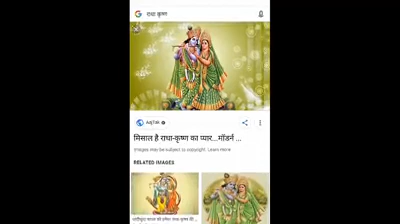 राधा कृष्ण
AajTak
मिसाल है राधा-कृष्ण का प्यार...मॉडर्न ...
Images may be subject to copyright. Learn more
RELATED IMAGES